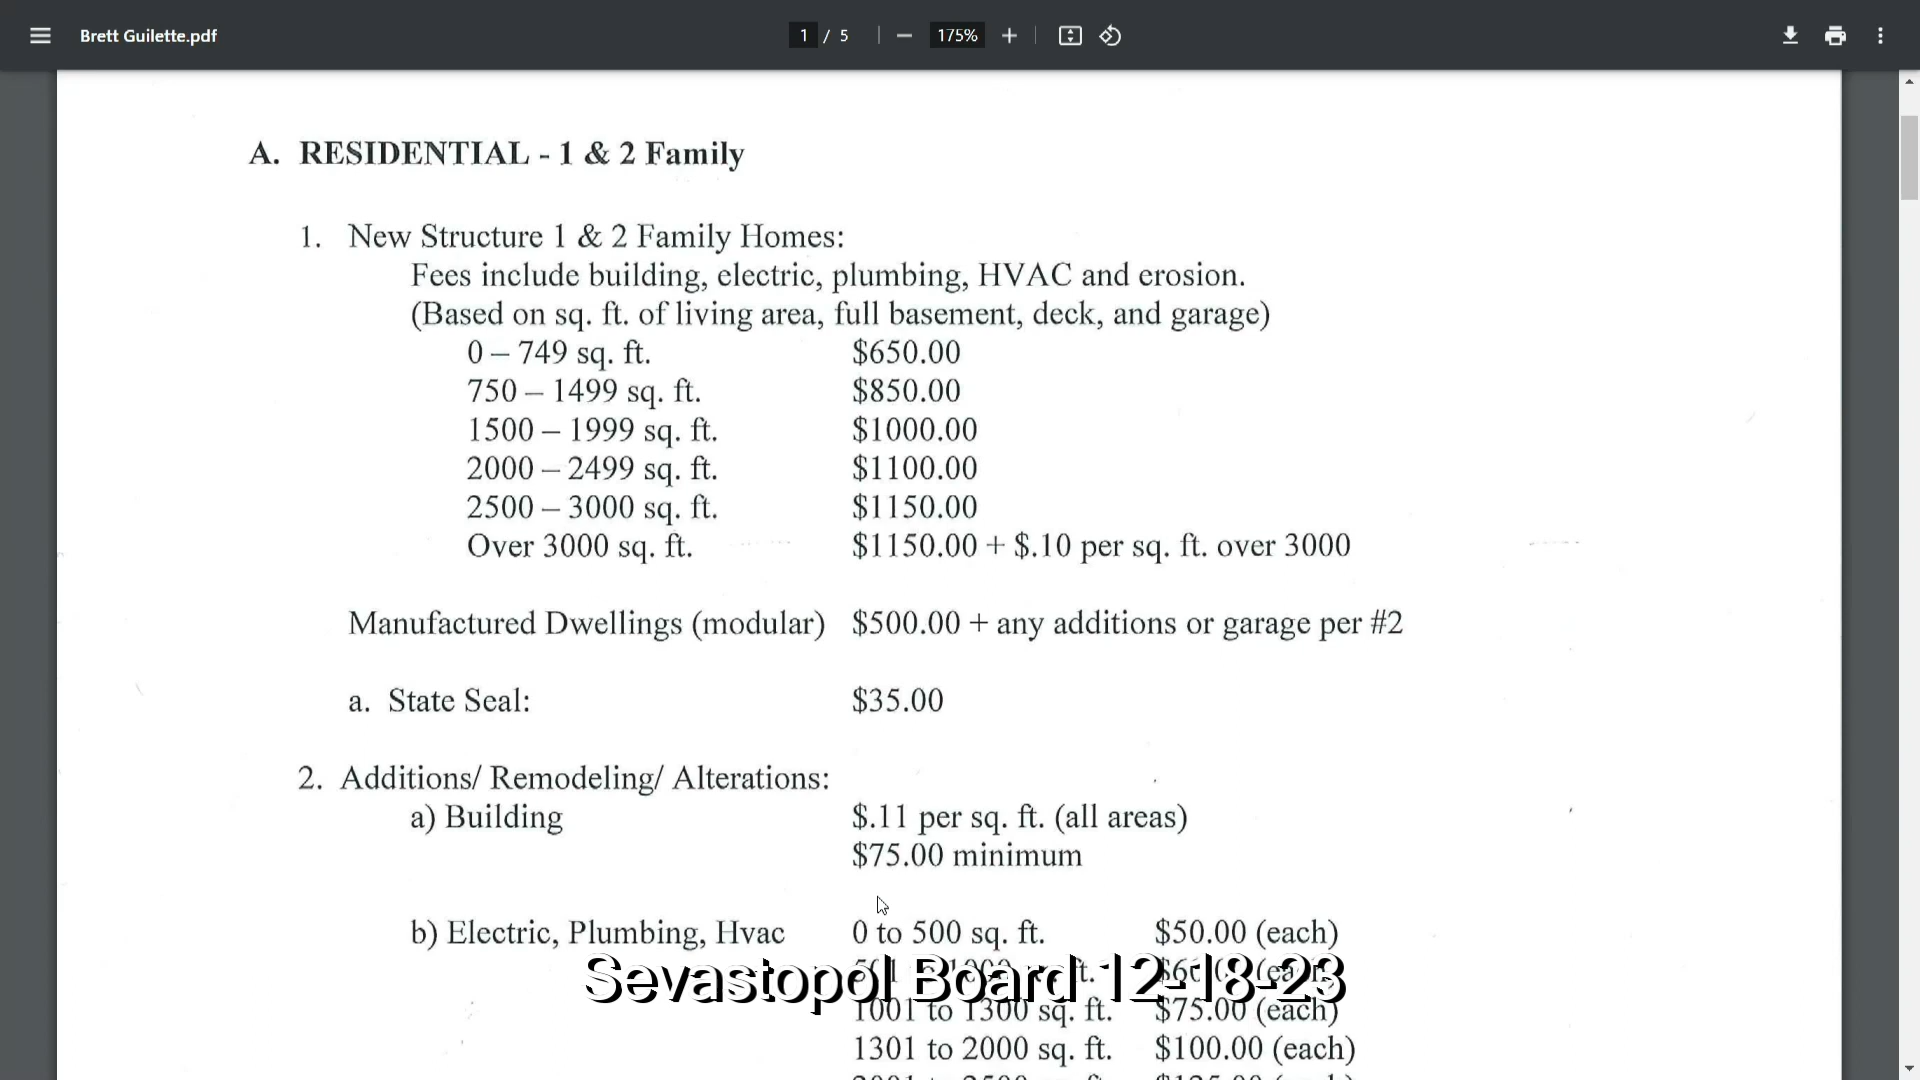 Brett Guilette.pdf
1 / 5
175%
A. RESIDENTIAL - 1 & 2 Family
1. New Structure 1 & 2 Family Homes:
Fees include building, electric, plumbing, HVAC and erosion.
(Based on sq. ft. of living area, full basement, deck, and garage)
0 – 749 sq. ft. $650.00
750 – 1499 sq. ft. $850.00
1500 – 1999 sq. ft. $1000.00
2000 – 2499 sq. ft. $1100.00
2500 – 3000 sq. ft. $1150.00
Over 3000 sq. ft. $1150.00 + $.10 per sq. ft. over 3000
Manufactured Dwellings (modular) $500.00 + any additions or garage per #2
a. State Seal: $35.00
2. Additions/ Remodeling/ Alterations:
a) Building $.11 per sq. ft. (all areas)
$75.00 minimum
b) Electric, Plumbing, Hvac 0 to 500 sq. ft. $50.00 (each)
Sevastopol Board 12-18-23
1001 to 1300 sq. ft. $75.00 (each)
1301 to 2000 sq. ft. $100.00 (each)